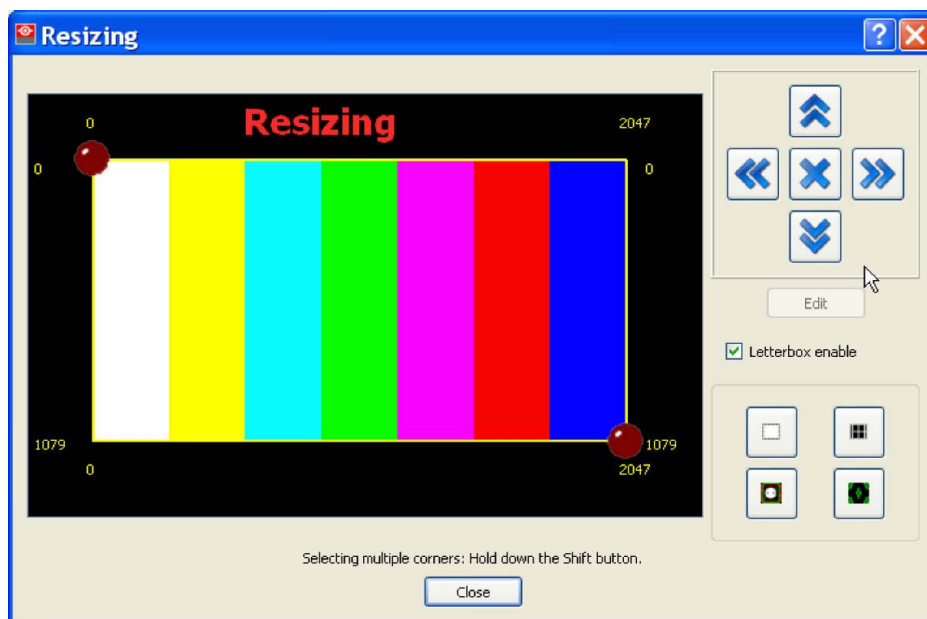 Resizing
Resizing
0
2047
0
0
1079
1079
0
2047
Edit
Letterbox enable
Selecting multiple corners: Hold down the Shift button.
Close